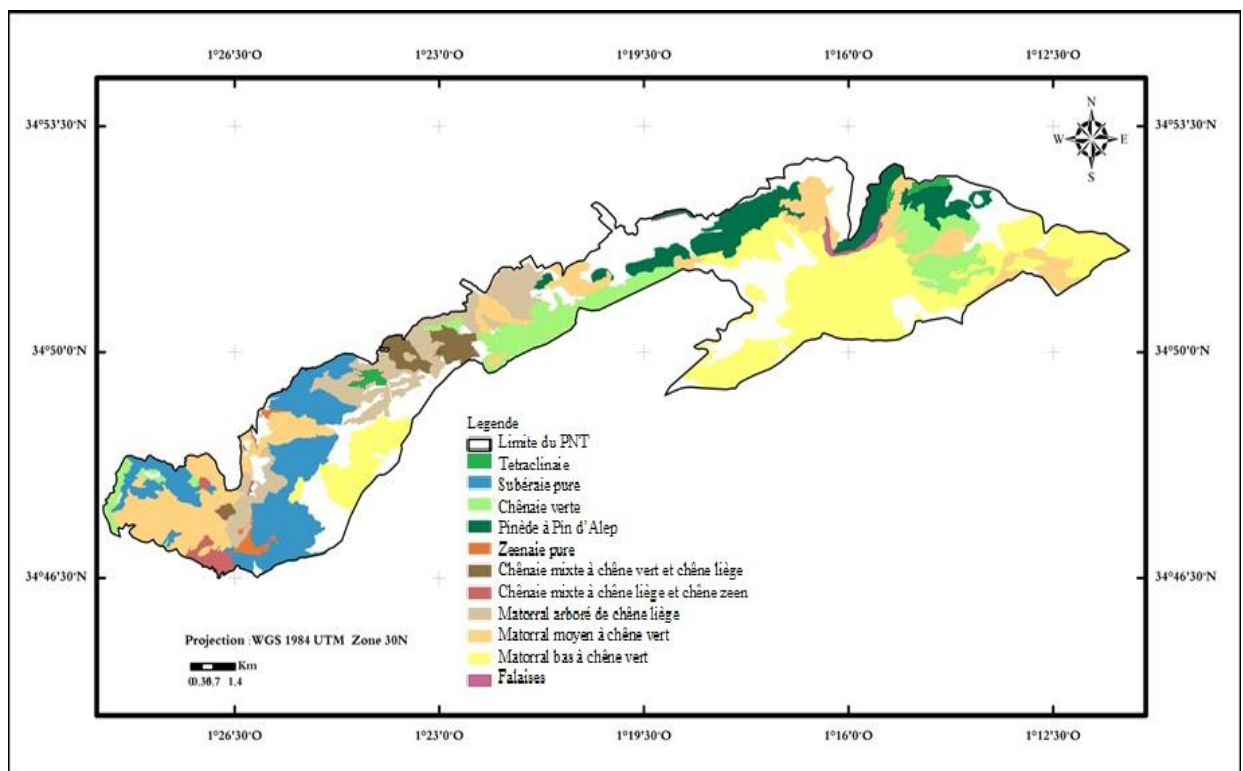 1°26'30"O 1°23'0"O 1°19'30"O 1°16'0"O 1°12'30"O
34°53'30"N 34°53'30"N
N
W E
S
34°50'0"N 34°50'0"N
Legende
Limite du PNT
Tetraclinaie
Subéraie pure
Chênaie verte
Pinède à Pin d'Alep
Zeenaie pure
Chênaie mixte à chêne vert et chêne liège
Chênaie mixte à chêne liège et chêne zeen
Matorral arboré de chêne liège
Matorral moyen à chêne vert
Matorral bas à chêne vert
Falaises
34°46'30"N 34°46'30"N
Projection :WGS 1984 UTM Zone 30N
Km
1.4
1°26'30"O 1°23'0"O 1°19'30"O 1°16'0"O 1°12'30"O